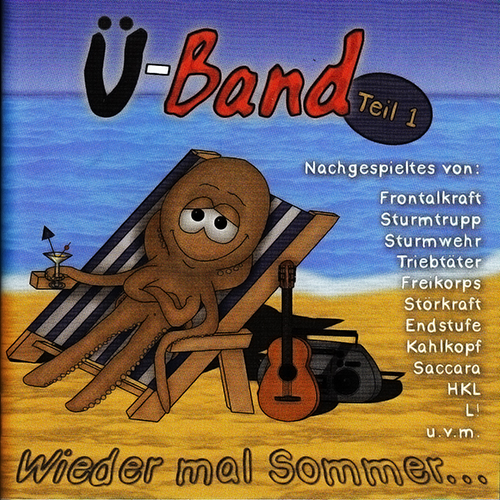 Ü-Band
Teil 1
Nachgespieltes von:
Frontalkraft
Sturmtrupp
Sturmwehr
Triebtäter
Freikorps
Störkraft
Endstufe
Kahlkopf
Saccara
HKL
L!
u.v.m.
Wieder mal Sommer...